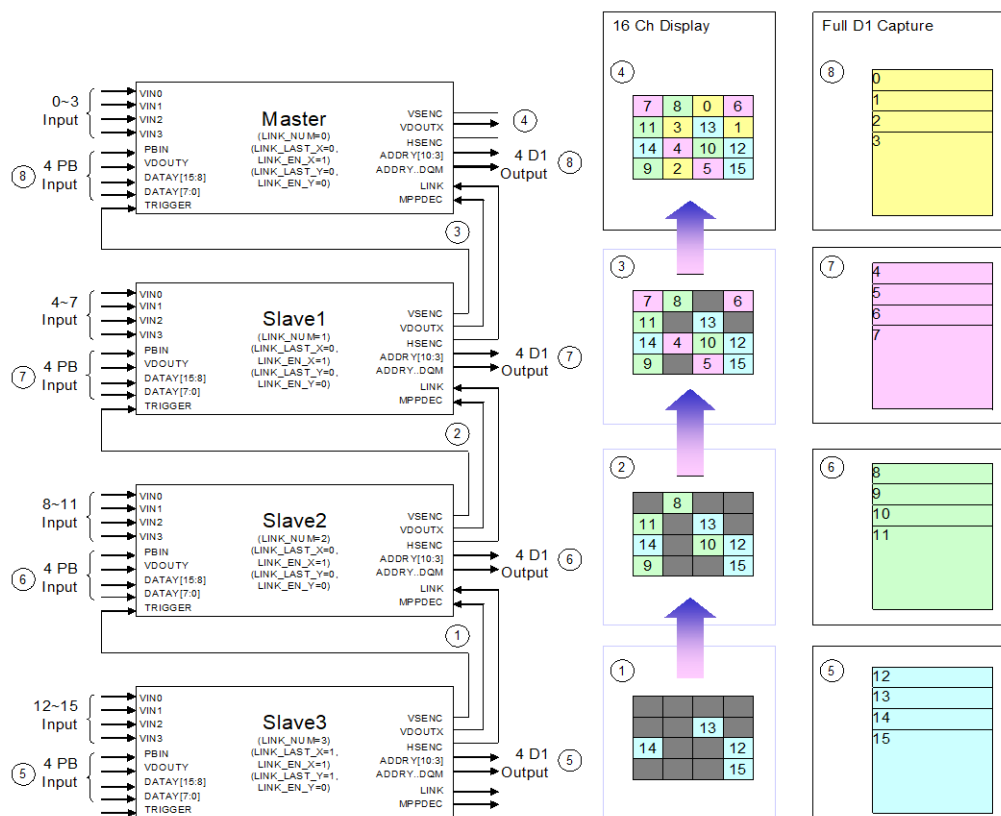 16 Ch Display
Full D1 Capture
0~3
Input
VIN0
VIN1
VIN2
VIN3
8
4 PB
Input
PBIN
VDOUTY
DATAY[15:8]
DATAY[7:0]
TRIGGER
Master
(LINK_NUM=0)
(LINK_LAST_X=0,
LINK_EN_X=1)
(LINK_LAST_Y=0,
LINK_EN_Y=0)
VSENC
VDOUTX
HSENC
ADDRY[10:3]
ADDRY..DQM
LINK
MPPDEC
4
4 D1
Output
8
3
4
7 8 0 6
11 3 13 1
14 4 10 12
9 2 5 15
8
0
1
2
3
4~7
Input
VIN0
VIN1
VIN2
VIN3
7
4 PB
Input
PBIN
VDOUTY
DATAY[15:8]
DATAY[7:0]
TRIGGER
Slave1
(LINK_NUM=1)
(LINK_LAST_X=0,
LINK_EN_X=1)
(LINK_LAST_Y=0,
LINK_EN_Y=0)
VSENC
VDOUTX
HSENC
ADDRY[10:3]
ADDRY..DQM
LINK
MPPDEC
4 D1
Output
7
2
3
7 8 6
11 13
14 4 10 12
9 5 15
7
4
5
6
7
8~11
Input
VIN0
VIN1
VIN2
VIN3
6
4 PB
Input
PBIN
VDOUTY
DATAY[15:8]
DATAY[7:0]
TRIGGER
Slave2
(LINK_NUM=2)
(LINK_LAST_X=0,
LINK_EN_X=1)
(LINK_LAST_Y=0,
LINK_EN_Y=0)
VSENC
VDOUTX
HSENC
ADDRY[10:3]
ADDRY..DQM
LINK
MPPDEC
4 D1
Output
6
1
2
8
11 13
14 10 12
9 15
6
8
9
10
11
12~15
Input
VIN0
VIN1
VIN2
VIN3
5
4 PB
Input
PBIN
VDOUTY
DATAY[15:8]
DATAY[7:0]
TRIGGER
Slave3
(LINK_NUM=3)
(LINK_LAST_X=1,
LINK_EN_X=1)
(LINK_LAST_Y=1,
LINK_EN_Y=0)
VSENC
VDOUTX
HSENC
ADDRY[10:3]
ADDRY..DQM
LINK
MPPDEC
4 D1
Output
5
1
13
14 12
15
5
12
13
14
15